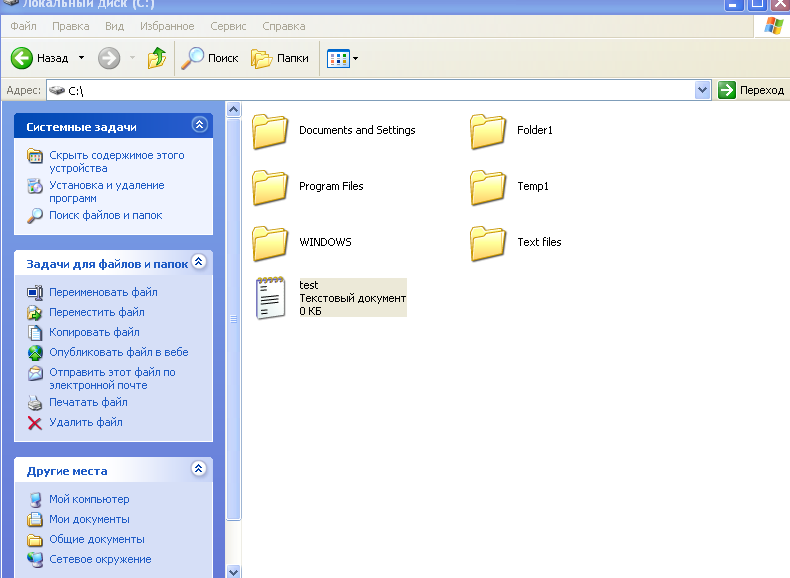 Локальный диск (C:)
Файл Правка Вид Избранное Сервис Справка
Назад Поиск Папки
Адрес: C:\ Переход
Системные задачи
Скрыть содержимое этого
устройства
Установка и удаление
программ
Поиск файлов и папок
Задачи для файлов и папок
Переименовать файл
Переместить файл
Копировать файл
Опубликовать файл в вебе
Отправить этот файл по
электронной почте
Печатать файл
Удалить файл
Другие места
Мой компьютер
Мои документы
Общие документы
Сетевое окружение
Documents and Settings
Folder1
Program Files
Temp1
WINDOWS
Text files
test
Текстовый документ
0 КБ